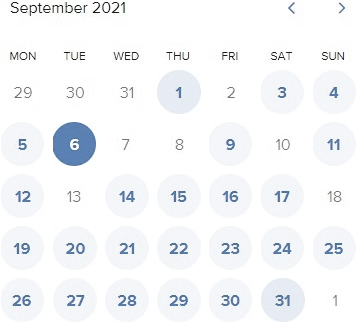 September 2021
MON TUE WED THU FRI SAT SUN
29 30 31 1 2 3 4
5 6 7 8 9 10 11
12 13 14 15 16 17 18
19 20 21 22 23 24 25
26 27 28 29 30 31 1